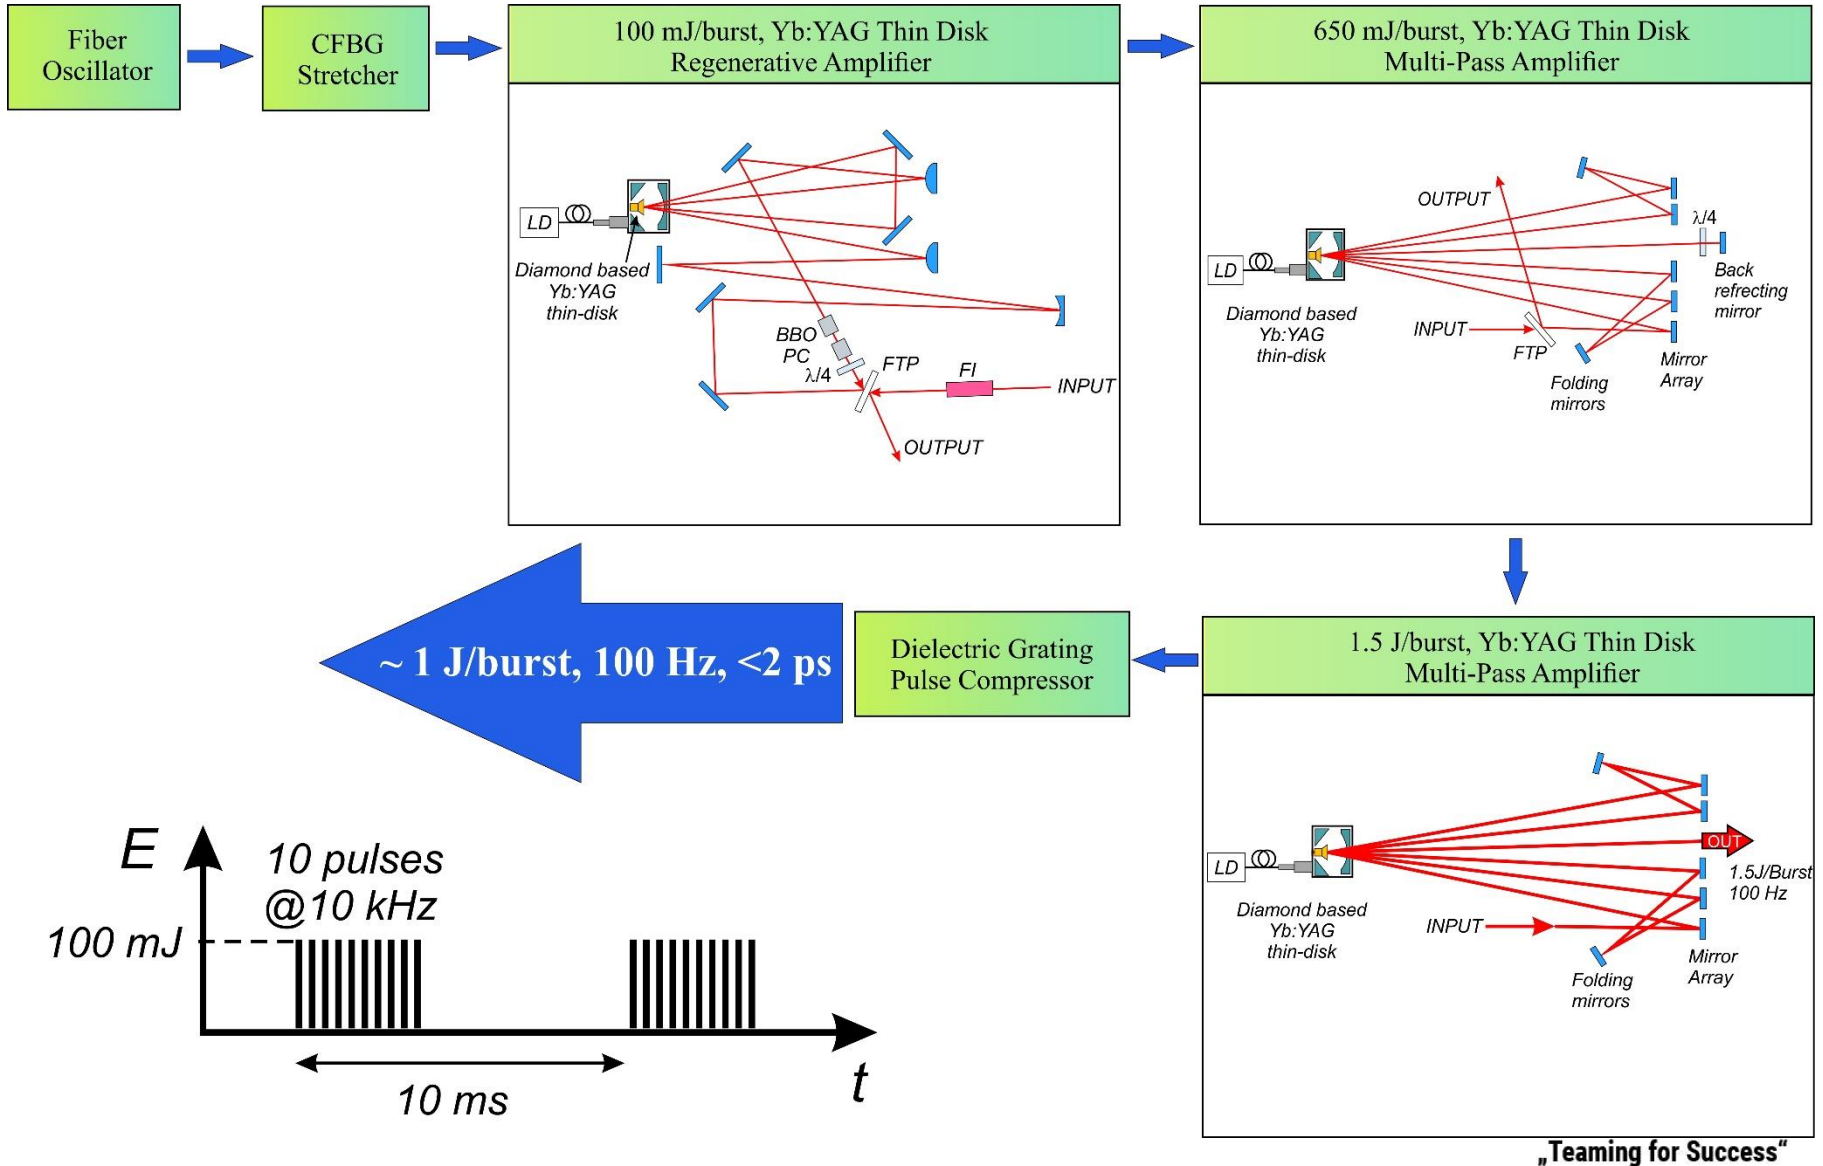 Fiber
Oscillator
CFBG
Stretcher
100 mJ/burst, Yb:YAG Thin Disk
Regenerative Amplifier
LD
Diamond based
Yb:YAG
thin-disk
BBO
PC
λ/4
FTP
FI
INPUT
OUTPUT
650 mJ/burst, Yb:YAG Thin Disk
Multi-Pass Amplifier
OUTPUT
λ/4
LD
Back
refrecting
mirror
Diamond based
Yb:YAG
thin-disk
INPUT
FTP
Mirror
Array
Folding
mirrors
1.5 J/burst, Yb:YAG Thin Disk
Multi-Pass Amplifier
OUT
1.5J/Burst
100 Hz
LD
Diamond based
Yb:YAG
thin-disk
INPUT
Mirror
Array
Folding
mirrors
Dielectric Grating
Pulse Compressor
~ 1 J/burst, 100 Hz, <2 ps
E
10 pulses
@10 kHz
100 mJ
10 ms
t
„Teaming for Success“